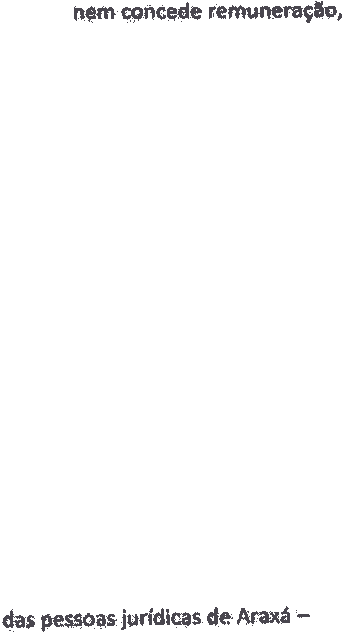 nem concede remuneração,
das pessoas jurídicas de Araxá –